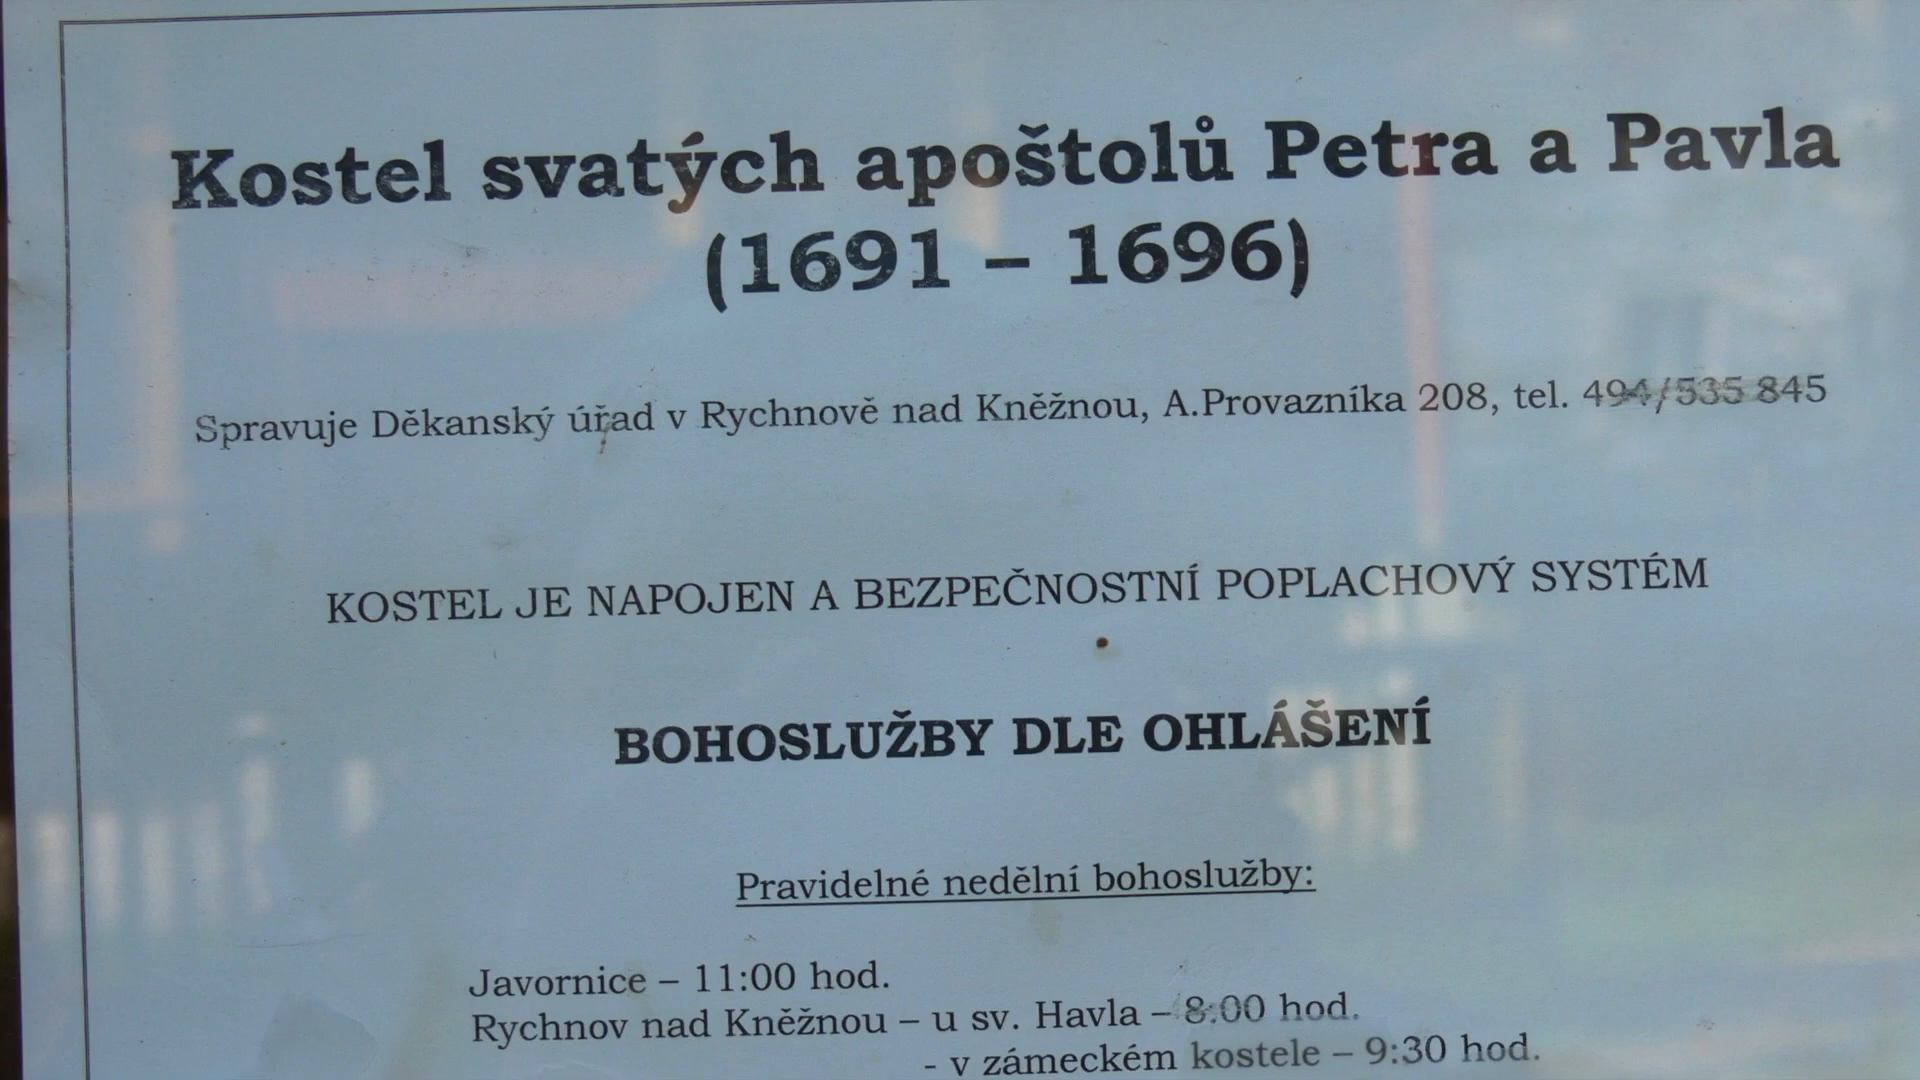 Kostel svatých apoštolů Petra a Pavla
(1691 – 1696)
Spravuje Děkanský úřad v Rychnově nad Kněžnou, A.Provazníka 208, tel. 494/535 845
KOSTEL JE NAPOJEN A BEZPEČNOSTNÍ POPLACHOVÝ SYSTÉM
BOHOSLUŽBY DLE OHLÁŠENÍ
Pravidelné nedělní bohoslužby:
Javornice – 11:00 hod.
Rychnov nad Kněžnou – u sv. Havla – 8:00 hod.
- v zámeckém kostele – 9:30 hod.